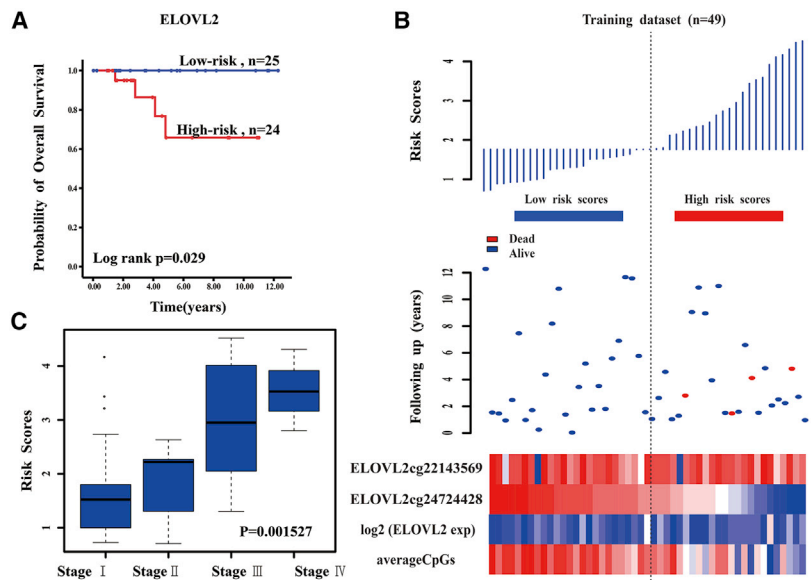 A
ELOVL2
Low-risk , n=25
High-risk , n=24
Log rank p=0.029
Probability of Overall Survival
1.0
0.8
0.6
0.4
0.2
0.0
0.00 2.00 4.00 6.00 8.00 10.00 12.00
Time(years)
B
Training dataset (n=49)
Risk Scores
4
3
2
1
Low risk scores
High risk scores
Dead
Alive
Following up (years)
12
10
8
6
4
2
0
ELOVL2cg22143569
ELOVL2cg24724428
log2 (ELOVL2 exp)
averageCpGs
C
Risk Scores
4
3
2
1
P=0.001527
Stage Ⅰ Stage Ⅱ Stage Ⅲ Stage Ⅳ